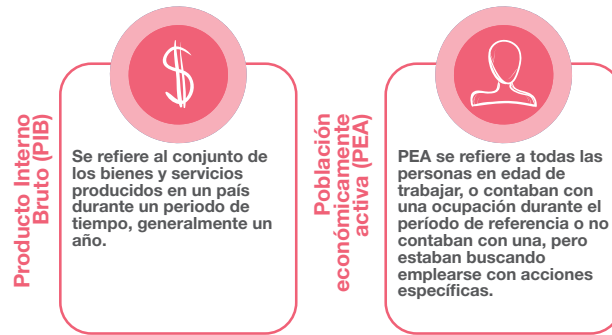 Producto Interno
Bruto (PIB)
Se refiere al conjunto de
los bienes y servicios
producidos en un país
durante un periodo de
tiempo, generalmente un
año.
Población
económicamente
activa (PEA)
PEA se refiere a todas las
personas en edad de
trabajar, o contaban con
una ocupación durante el
período de referencia o no
contaban con una, pero
estaban buscando
emplearse con acciones
específicas.